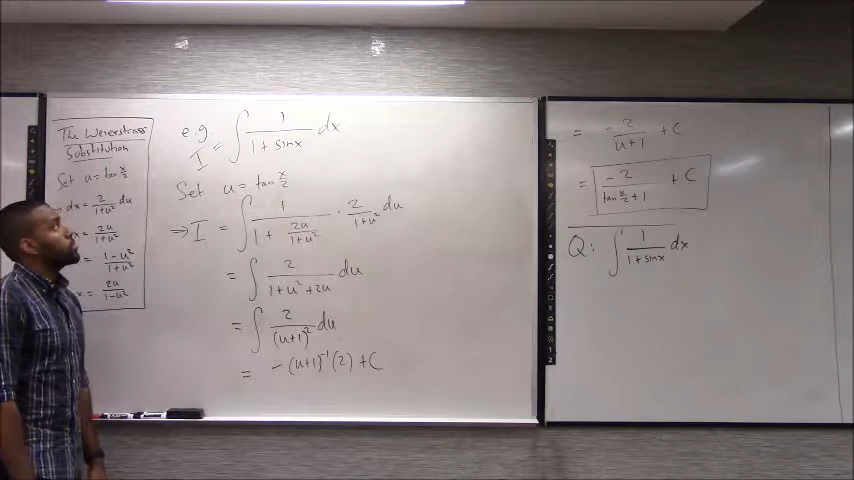 The Weierstrass
Substitution
Set u = tan x/2
dx = 2/(1+u²) du
x = 2u/(1+u²)
= (1-u²)/(1+u²)
x = 2u/(1-u²)
e.g. I = ∫ 1/(1+sinx) dx
Set u = tan x/2
⇒ I = ∫ 1/(1 + 2u/(1+u²)) · 2/(1+u²) du
= ∫ 2/(1+u²+2u) du
= ∫ 2/(u+1)² du
= -(u+1)⁻¹(2) + C
= -2/(u+1) + C
= -2/(tan x/2 + 1) + C
Q: ∫ 1/(1+sinx) dx